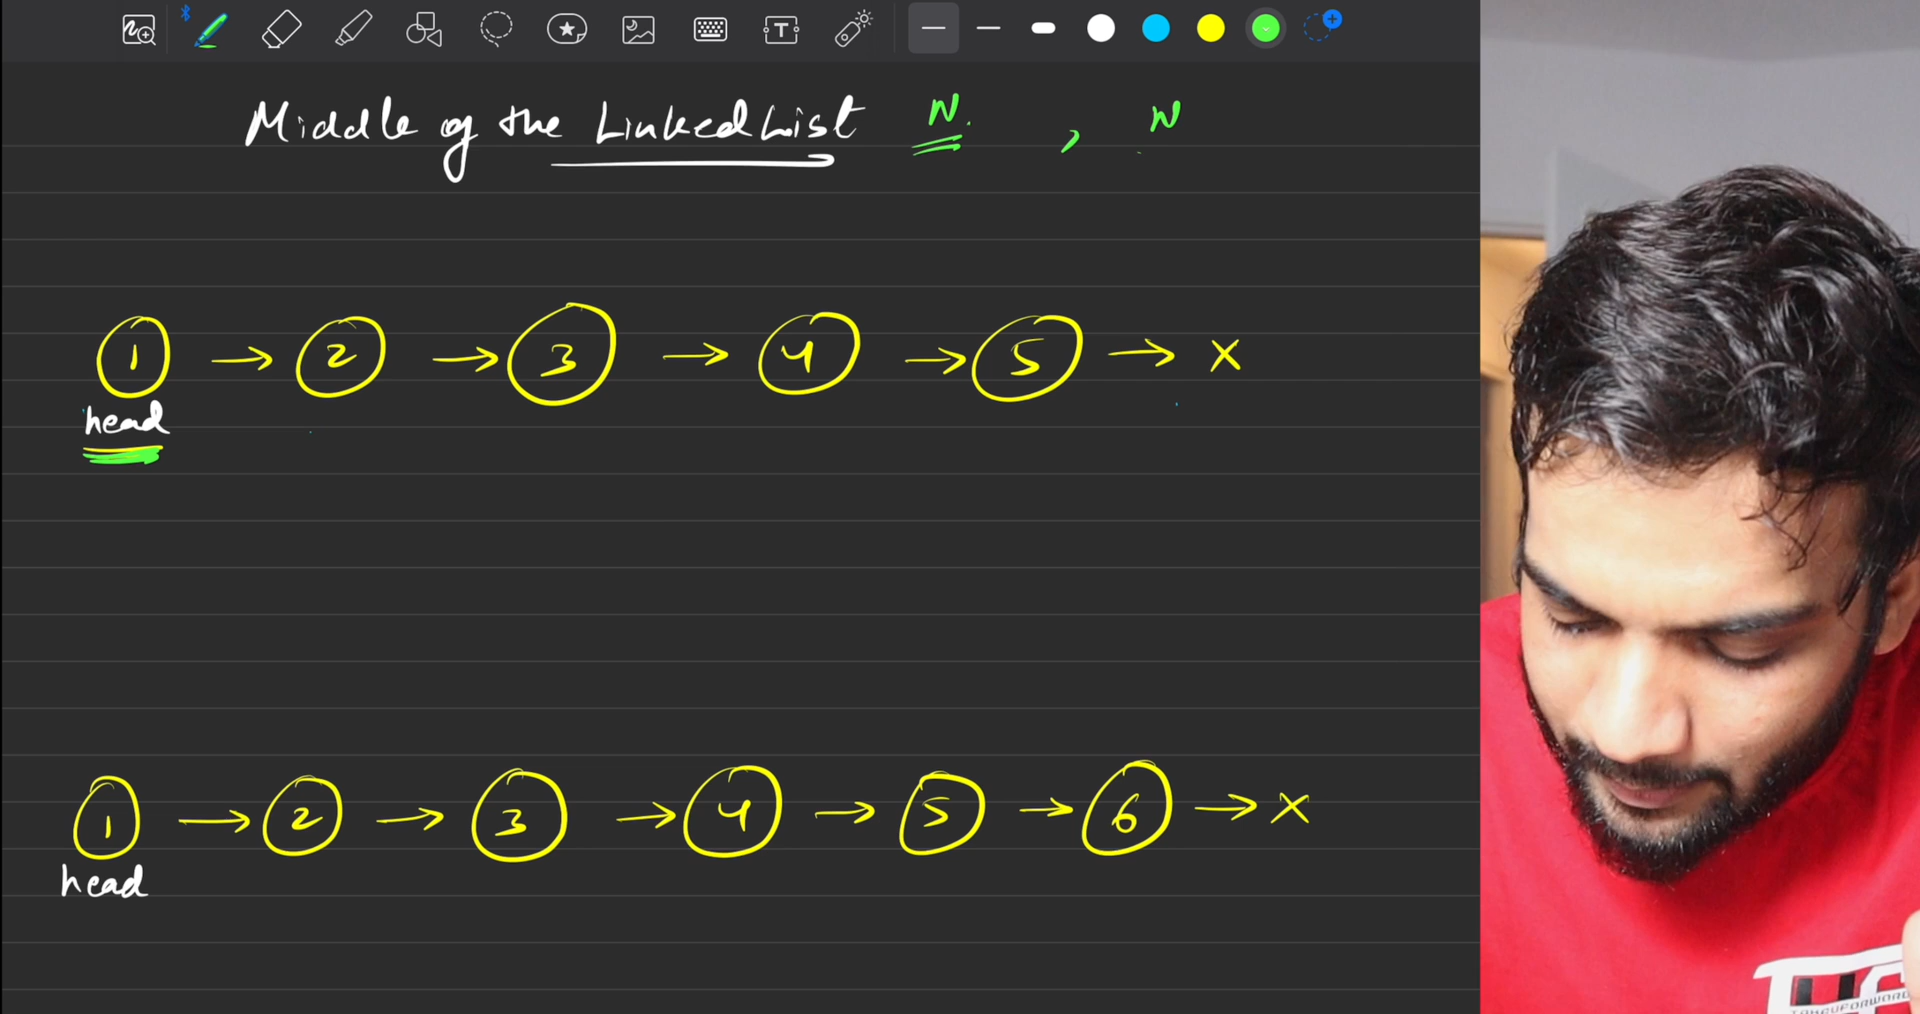 Middle of the LinkedList N. , N
1 → 2 → 3 → 4 → 5 → X
head
1 → 2 → 3 → 4 → 5 → 6 → X
head